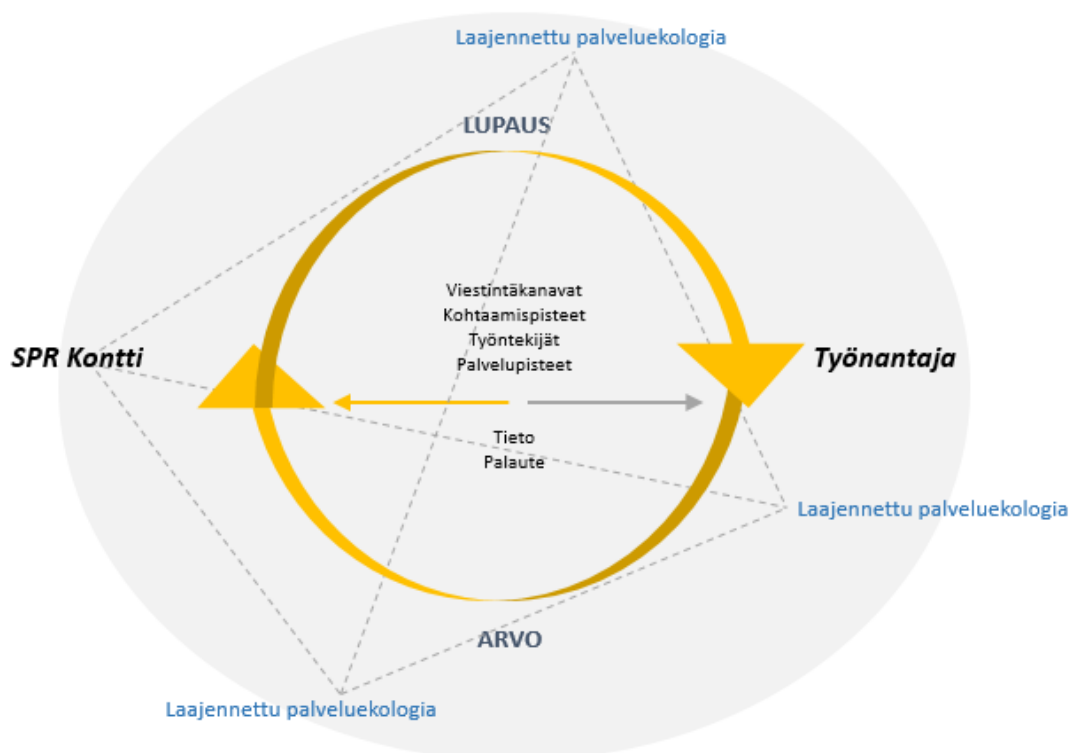 Laajennettu palveluekologia
LUPAUS
Viestintäkanavat
Kohtaamispisteet
Työntekijät
Palvelupisteet
SPR Kontti
Työnantaja
Tieto
Palaute
Laajennettu palveluekologia
ARVO
Laajennettu palveluekologia